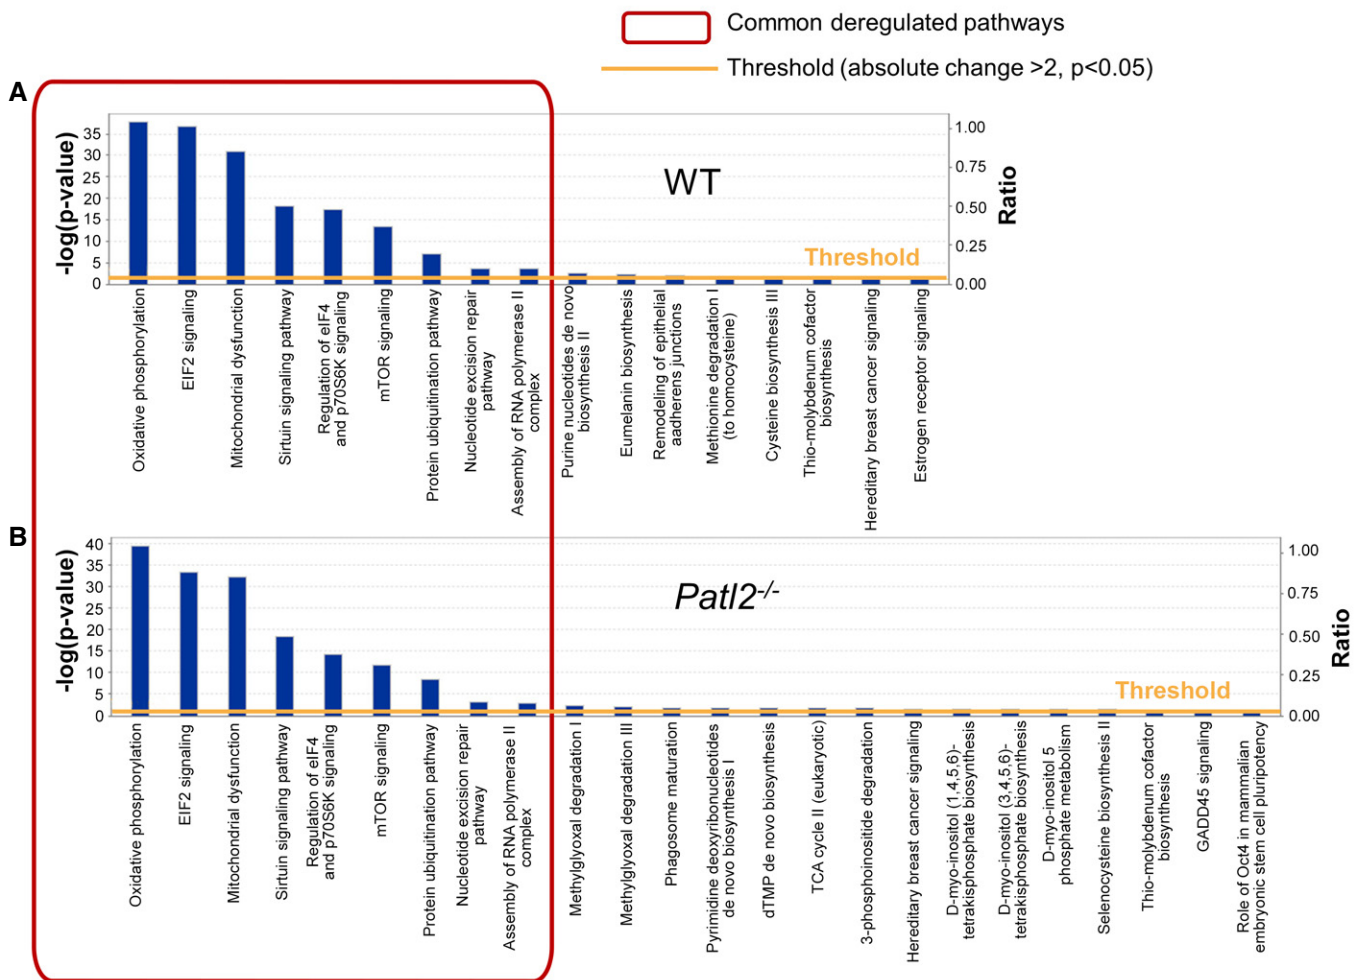 Common deregulated pathways
Threshold (absolute change >2, p<0.05)
A
-log(p-value)
35
30
25
20
15
10
5
0
WT
Threshold
1.00
0.75
0.50
0.25
0.00
Ratio
Oxidative phosphorylation
EIF2 signaling
Mitochondrial dysfunction
Sirtuin signaling pathway
Regulation of eIF4
and p70S6K signaling
mTOR signaling
Protein ubiquitination pathway
Nucleotide excision repair
pathway
Assembly of RNA polymerase II
complex
Purine nucleotides de novo
biosynthesis II
Eumelanin biosynthesis
Remodeling of epithelial
aadherens junctions
Methionine degradation I
(to homocysteine)
Cysteine biosynthesis III
Thio-molybdenum cofactor
biosynthesis
Hereditary breast cancer signaling
Estrogen receptor signaling
B
-log(p-value)
40
35
30
25
20
15
10
5
0
Patl2-/-
Threshold
1.00
0.75
0.50
0.25
0.00
Ratio
Oxidative phosphorylation
EIF2 signaling
Mitochondrial dysfunction
Sirtuin signaling pathway
Regulation of eIF4
and p70S6K signaling
mTOR signaling
Protein ubiquitination pathway
Nucleotide excision repair
pathway
Assembly of RNA polymerase II
complex
Methylglyoxal degradation I
Methylglyoxal degradation III
Phagosome maturation
Pyrimidine deoxyribonucleotides
de novo biosynthesis I
dTMP de novo biosynthesis
TCA cycle II (eukaryotic)
3-phosphoinositide degradation
Hereditary breast cancer signaling
D-myo-inositol (1,4,5,6)-
tetrakisphosphate biosynthesis
D-myo-inositol (3,4,5,6)-
tetrakisphosphate biosynthesis
D-myo-inositol 5
phosphate metabolism
Selenocysteine biosynthesis II
Thio-molybdenum cofactor
biosynthesis
GADD45 signaling
Role of Oct4 in mammalian
embryonic stem cell pluripotency